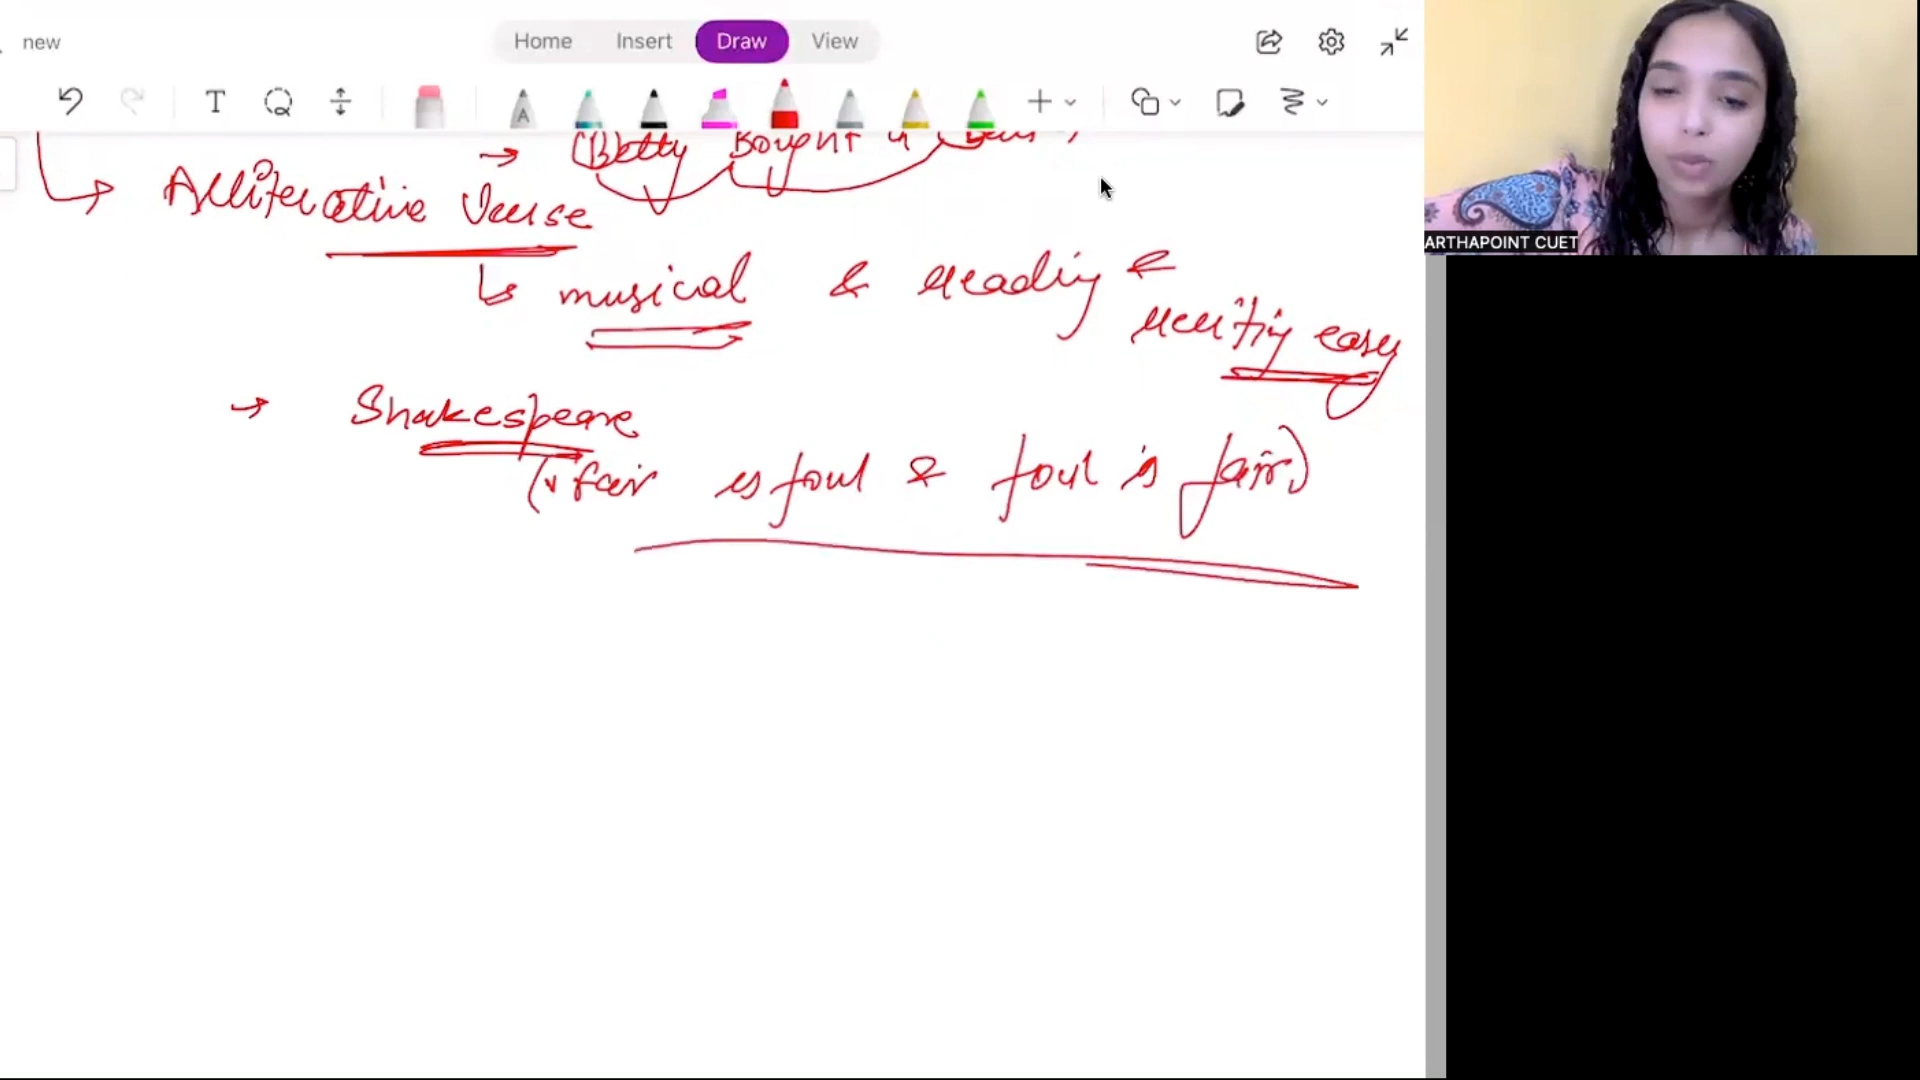 new
Home Insert Draw View
T
A
→ Betty Bought a
Alliterative Verse
musical & reading &
reciting easy
→ Shakespeare
(fair is foul & foul is fair)
ARTHAPOINT CUET